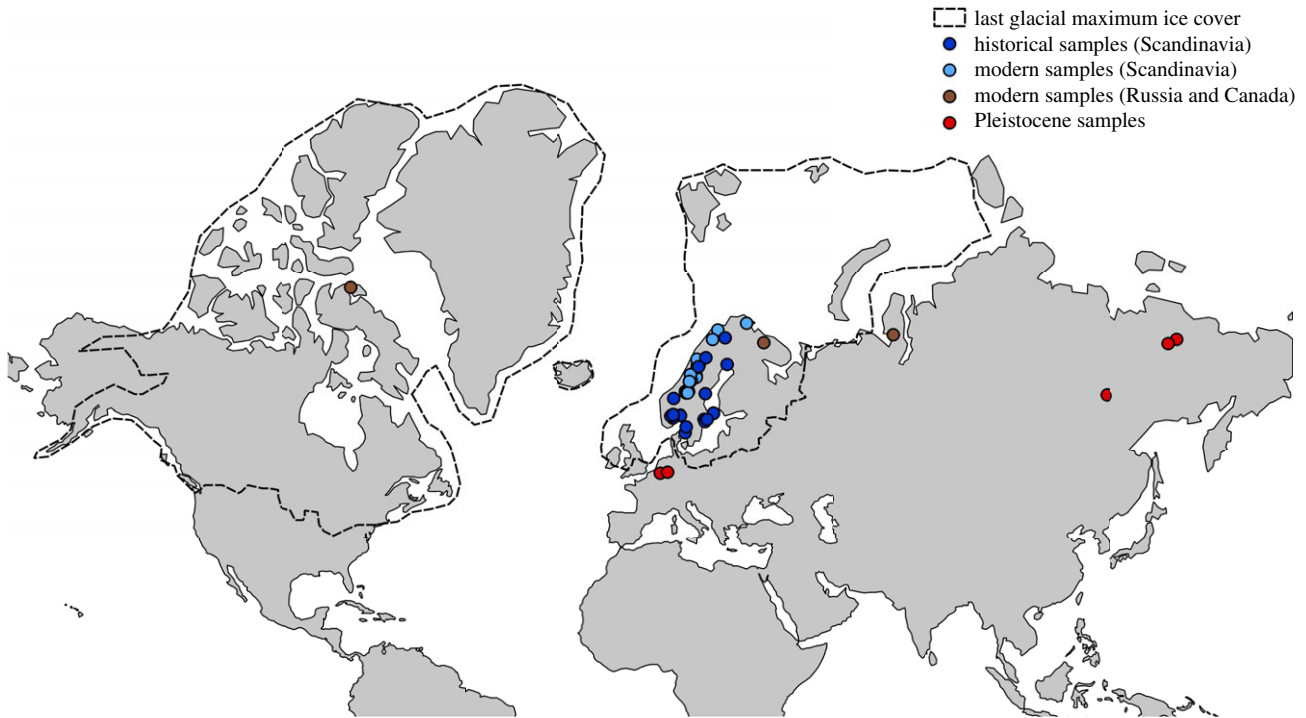 last glacial maximum ice cover
historical samples (Scandinavia)
modern samples (Scandinavia)
modern samples (Russia and Canada)
Pleistocene samples